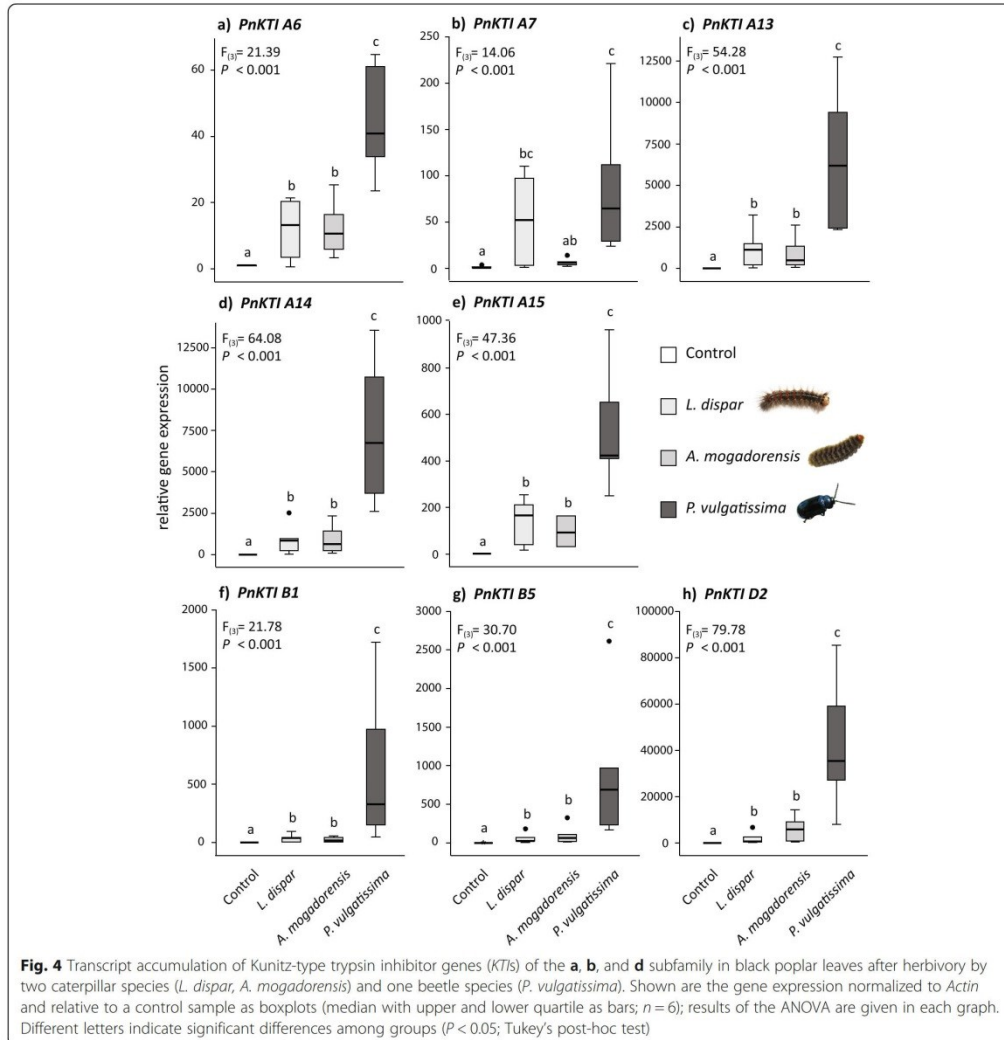 a) PnKTI A6
F(3)= 21.39
P < 0.001
60
40
20
0
a
b
b
c
b) PnKTI A7
F(3)= 14.06
P < 0.001
250
200
150
100
50
0
a
bc
ab
c
c) PnKTI A13
F(3)= 54.28
P < 0.001
12500
10000
7500
5000
2500
0
a
b
b
c
relative gene expression
d) PnKTI A14
F(3)= 64.08
P < 0.001
12500
10000
7500
5000
2500
0
a
b
b
c
e) PnKTI A15
F(3)= 47.36
P < 0.001
1000
800
600
400
200
0
a
b
b
c
Control
L. dispar
A. mogadorensis
P. vulgatissima
f) PnKTI B1
F(3)= 21.78
P < 0.001
2000
1500
1000
500
0
a
b
b
c
Control
L. dispar
A. mogadorensis
P. vulgatissima
g) PnKTI B5
F(3)= 30.70
P < 0.001
3000
2500
2000
1500
1000
500
0
a
b
b
c
Control
L. dispar
A. mogadorensis
P. vulgatissima
h) PnKTI D2
F(3)= 79.78
P < 0.001
100000
80000
60000
40000
20000
0
a
b
b
c
Control
L. dispar
A. mogadorensis
P. vulgatissima
Fig. 4 Transcript accumulation of Kunitz-type trypsin inhibitor genes (KTIs) of the a, b, and d subfamily in black poplar leaves after herbivory by
two caterpillar species (L. dispar, A. mogadorensis) and one beetle species (P. vulgatissima). Shown are the gene expression normalized to Actin
and relative to a control sample as boxplots (median with upper and lower quartile as bars; n = 6); results of the ANOVA are given in each graph.
Different letters indicate significant differences among groups (P < 0.05; Tukey's post-hoc test)